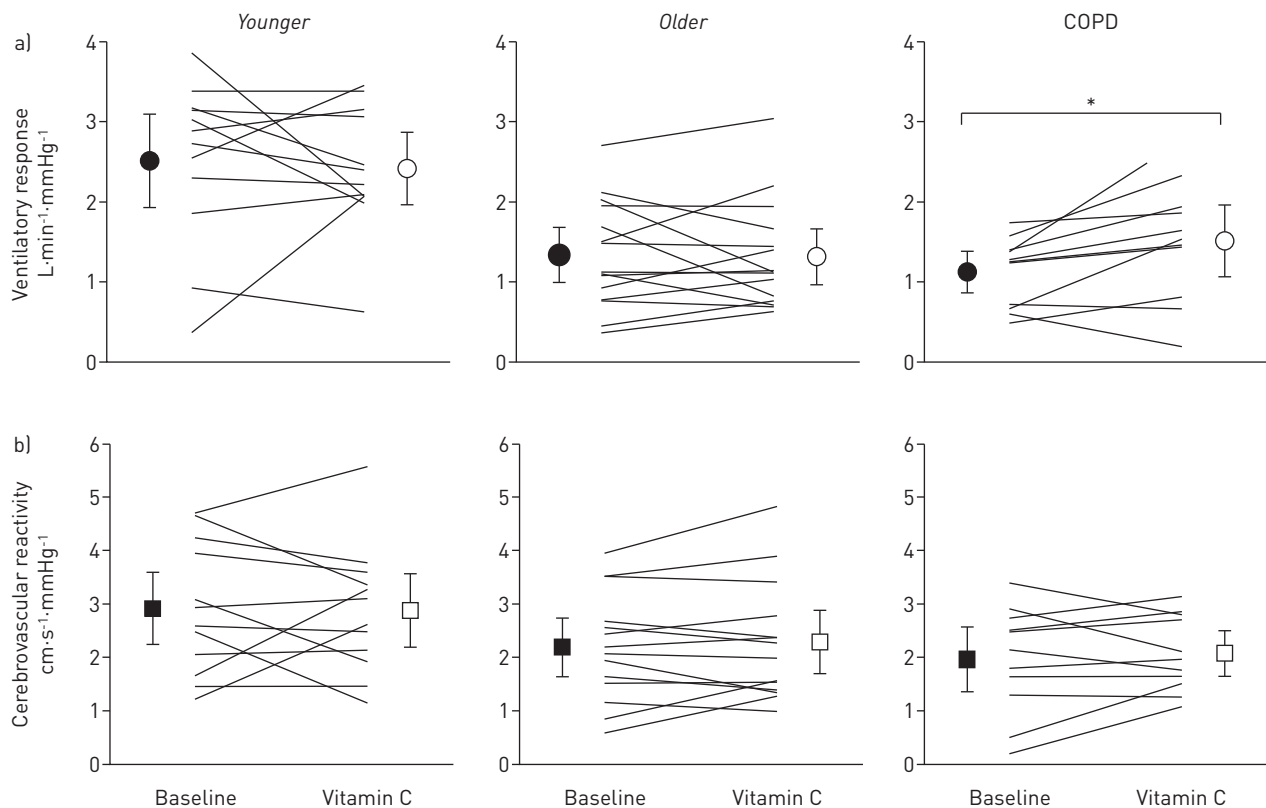 Younger
Older
COPD
a)
Ventilatory response
L·min⁻¹·mmHg⁻¹
4
3
2
1
0
4
3
2
1
0
4
3
2
1
0
*
b)
Cerebrovascular reactivity
cm·s⁻¹·mmHg⁻¹
6
5
4
3
2
1
0
6
5
4
3
2
1
0
6
5
4
3
2
1
0
Baseline
Vitamin C
Baseline
Vitamin C
Baseline
Vitamin C